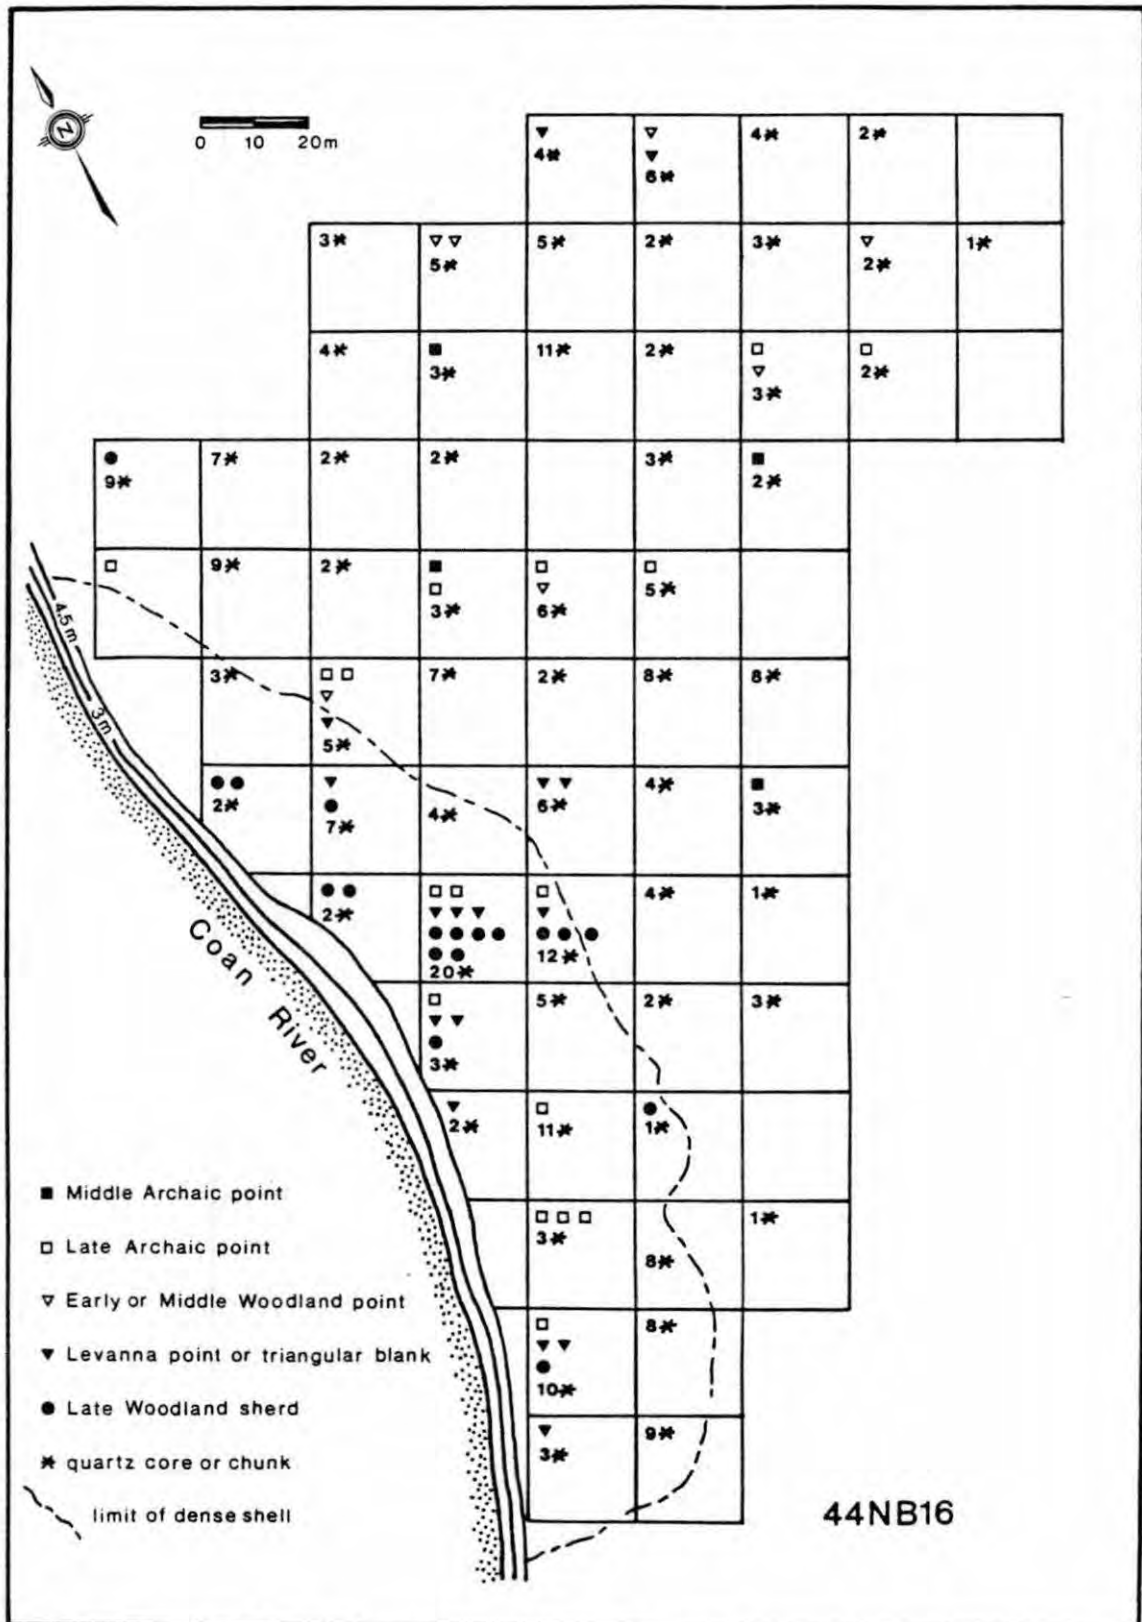 N
0 10 20m
4* 6* 4* 2*
3* 5* 5* 2* 3* 2* 1*
4* 3* 11* 2* 3* 2*
9* 7* 2* 2* 3* 2*
9* 2* 3* 6* 5*
4.5m
3* 5* 7* 2* 8* 8*
3m
2* 7* 4* 6* 4* 3*
2* 20* 12* 4* 1*
Coan River
3* 5* 2* 3*
2* 11* 1*
3* 8* 1*
10* 8*
3* 9*
■ Middle Archaic point
□ Late Archaic point
▽ Early or Middle Woodland point
▼ Levanna point or triangular blank
● Late Woodland sherd
* quartz core or chunk
limit of dense shell
44NB16